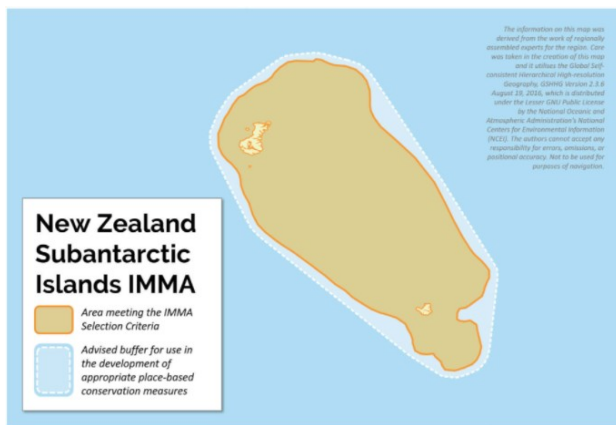 The information on this map was
derived from the work of regionally
assembled experts for the region. Care
was taken in the creation of this map
and it utilises the Global Self-
consistent Hierarchical High-resolution
Geography, GSHHG Version 2.3.6
August 19, 2016, which is distributed
under the Lesser GNU Public License
by the National Oceanic and
Atmospheric Administration's National
Centers for Environmental Information
(NCEI). The authors cannot accept any
responsibility for errors, omissions, or
positional accuracy. Not to be used for
purposes of navigation.
New Zealand
Subantarctic
Islands IMMA
Area meeting the IMMA
Selection Criteria
Advised buffer for use in
the development of
appropriate place-based
conservation measures